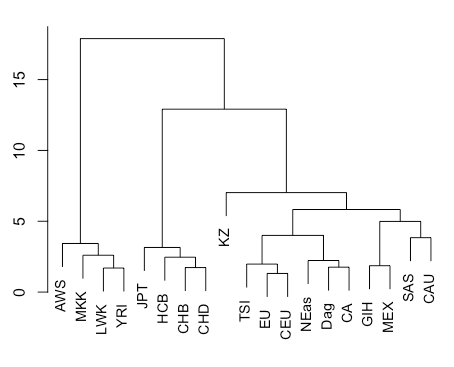 15
10
5
0
AWS
MKK
LWK
YRI
JPT
HCB
CHB
CHD
KZ
TSI
EU
CEU
NEas
Dag
CA
GIH
MEX
SAS
CAU